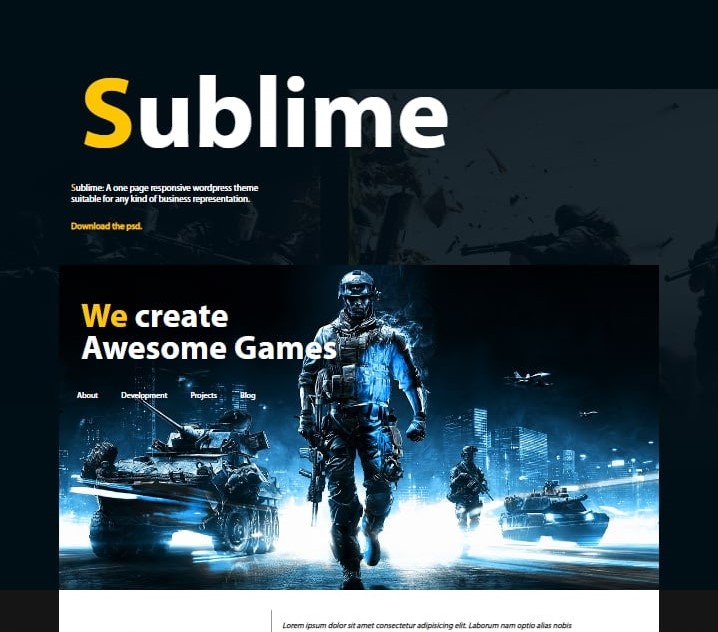 Sublime
Sublime: A one page responsive wordpress theme
suitable for any kind of business representation.
Download the psd.
We create
Awesome Games
About Development Projects Blog
Lorem ipsum dolor sit amet consectetur adipisicing elit. Laborum nam optio alias nobis